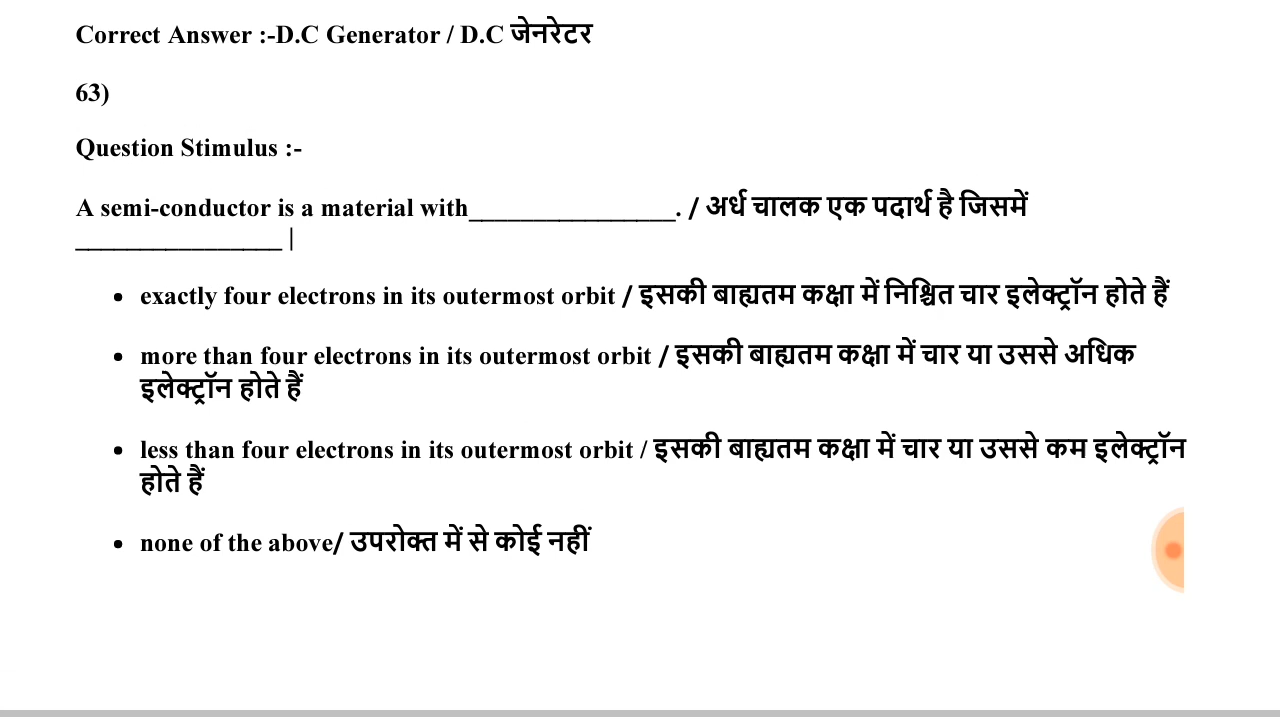 Correct Answer :-D.C Generator / D.C जेनरेटर
63)
Question Stimulus :-
A semi-conductor is a material with________________. / अर्ध चालक एक पदार्थ है जिसमें
________________ |
• exactly four electrons in its outermost orbit / इसकी बाह्यतम कक्षा में निश्चित चार इलेक्ट्रॉन होते हैं
• more than four electrons in its outermost orbit / इसकी बाह्यतम कक्षा में चार या उससे अधिक
इलेक्ट्रॉन होते हैं
• less than four electrons in its outermost orbit / इसकी बाह्यतम कक्षा में चार या उससे कम इलेक्ट्रॉन
होते हैं
• none of the above/ उपरोक्त में से कोई नहीं